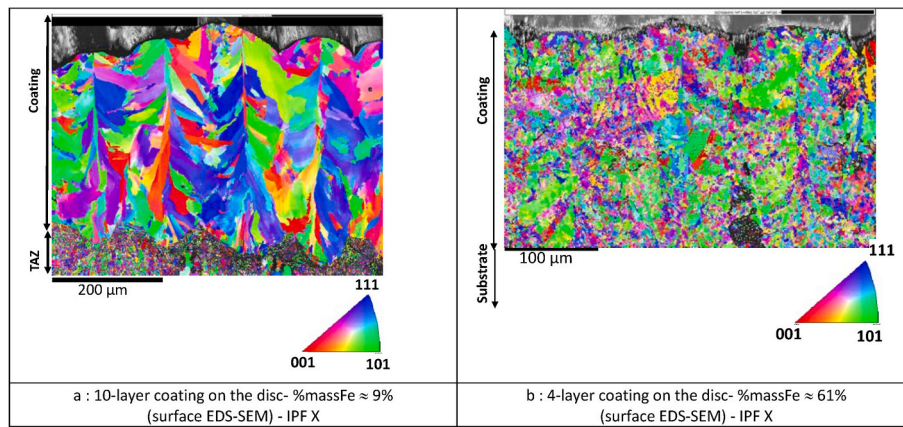 Coating
TAZ
200 µm
111
001
101
a : 10-layer coating on the disc- %massFe ≈ 9%
(surface EDS-SEM) - IPF X
Coating
Substrate
100 µm
111
001
101
b : 4-layer coating on the disc- %massFe ≈ 61%
(surface EDS-SEM) - IPF X